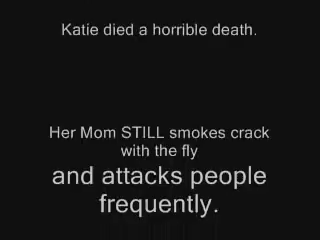 Katie died a horrible death.
Her Mom STILL smokes crack
with the fly
and attacks people
frequently.